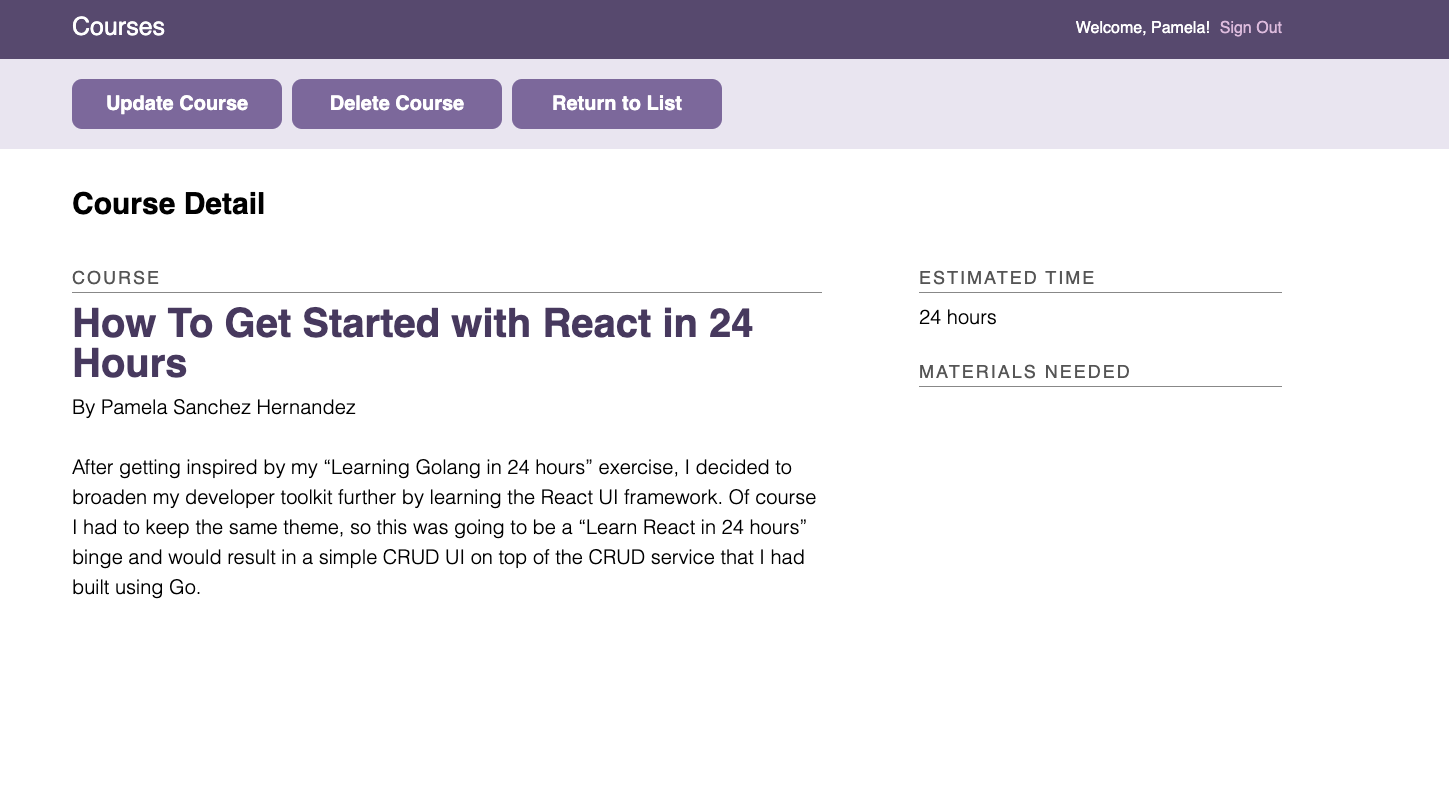 Courses
Welcome, Pamela! Sign Out
Update Course
Delete Course
Return to List
Course Detail
COURSE
How To Get Started with React in 24
Hours
By Pamela Sanchez Hernandez
After getting inspired by my “Learning Golang in 24 hours” exercise, I decided to
broaden my developer toolkit further by learning the React UI framework. Of course
I had to keep the same theme, so this was going to be a “Learn React in 24 hours”
binge and would result in a simple CRUD UI on top of the CRUD service that I had
built using Go.
ESTIMATED TIME
24 hours
MATERIALS NEEDED